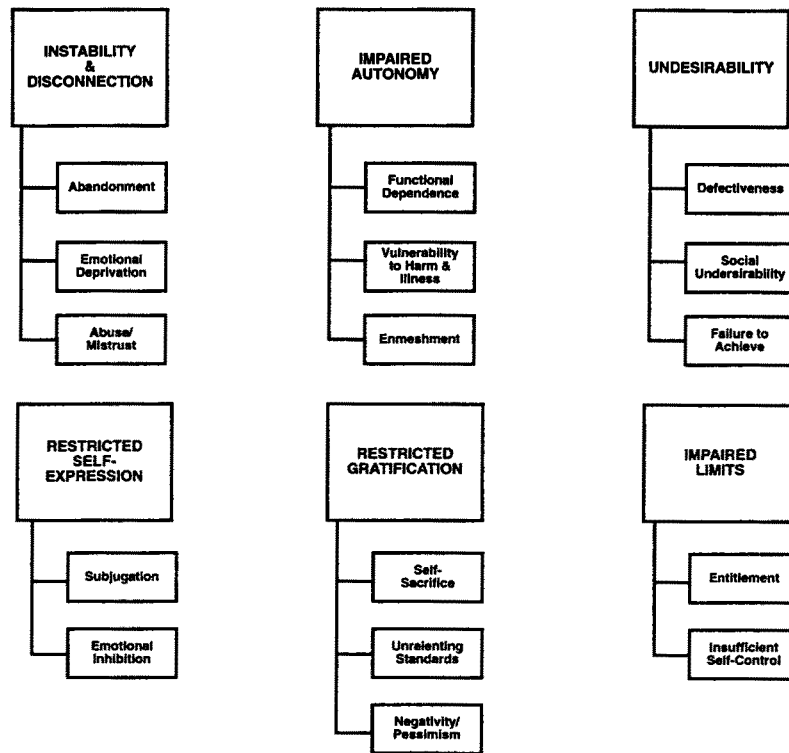 INSTABILITY
&
DISCONNECTION
Abandonment
Emotional
Deprivation
Abuse/
Mistrust
IMPAIRED
AUTONOMY
Functional
Dependence
Vulnerability
to Harm &
Illness
Enmeshment
UNDESIRABILITY
Defectiveness
Social
Undersirability
Failure to
Achieve
RESTRICTED
SELF-
EXPRESSION
Subjugation
Emotional
Inhibition
RESTRICTED
GRATIFICATION
Self-
Sacrifice
Unrelenting
Standards
Negativity/
Pessimism
IMPAIRED
LIMITS
Entitlement
Insufficient
Self-Control